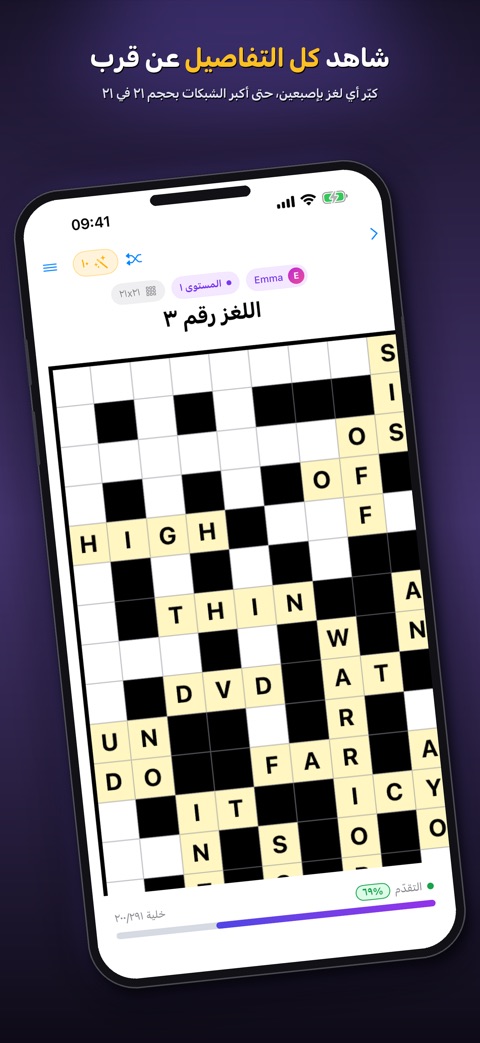 شاهد كل التفاصيل عن قرب
كبّر أي لغز بإصبعين، حتى أكبر الشبكات بحجم ٢١ في ٢١
09:41
١٠
E Emma
المستوى ١
٢١x٢١
اللغز رقم ٣
S
I
O S
O F
H I G H F
T H I N A
W N
D V D A T
U N R
D O F A R R A
I T I C Y
N S O O
التقدّم ٦٩%
خلية ٢٠٠/٢٩١